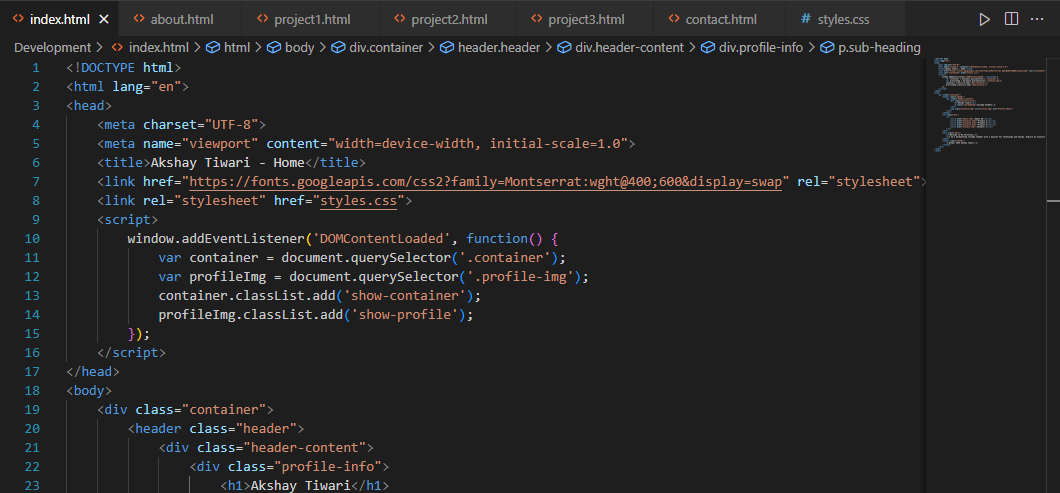 index.html about.html project1.html project2.html project3.html contact.html # styles.css
Development > index.html > html > body > div.container > header.header > div.header-content > div.profile-info > p.sub-heading
1 <!DOCTYPE html>
2 <html lang="en">
3 <head>
4 <meta charset="UTF-8">
5 <meta name="viewport" content="width=device-width, initial-scale=1.0">
6 <title>Akshay Tiwari - Home</title>
7 <link href="https://fonts.googleapis.com/css2?family=Montserrat:wght@400;600&display=swap" rel="stylesheet">
8 <link rel="stylesheet" href="styles.css">
9 <script>
10 window.addEventListener('DOMContentLoaded', function() {
11 var container = document.querySelector('.container');
12 var profileImg = document.querySelector('.profile-img');
13 container.classList.add('show-container');
14 profileImg.classList.add('show-profile');
15 });
16 </script>
17 </head>
18 <body>
19 <div class="container">
20 <header class="header">
21 <div class="header-content">
22 <div class="profile-info">
23 <h1>Akshay Tiwari</h1>